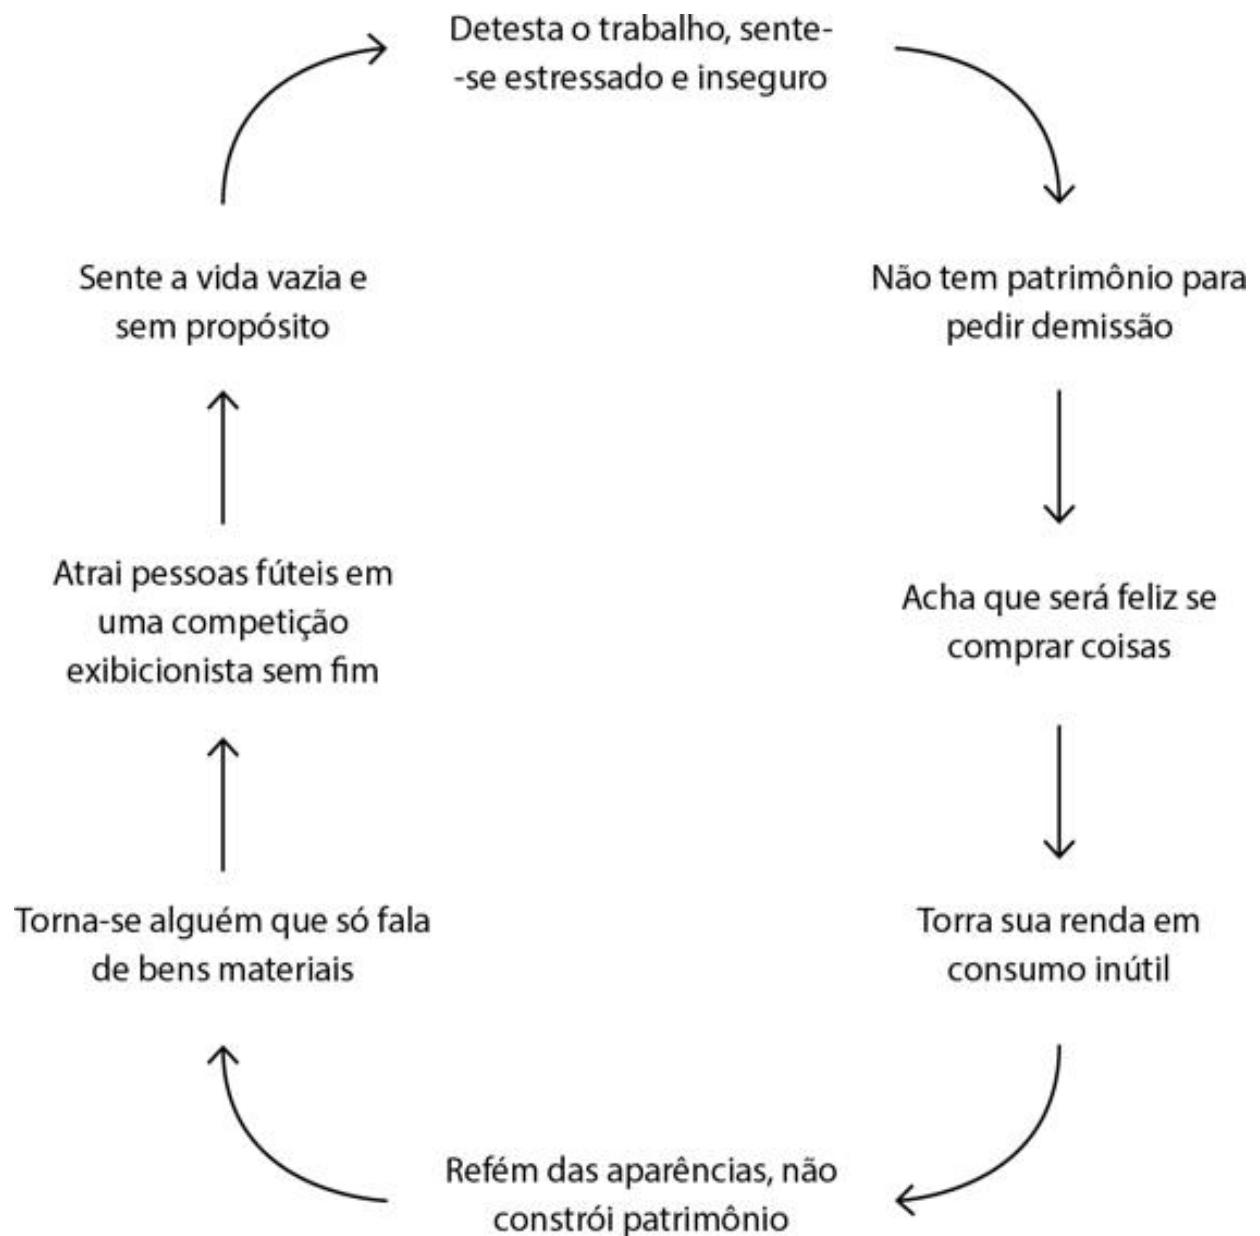 Detesta o trabalho, sente-
-se estressado e inseguro
Não tem patrimônio para
pedir demissão
Acha que será feliz se
comprar coisas
Torra sua renda em
consumo inútil
Refém das aparências, não
constrói patrimônio
Torna-se alguém que só fala
de bens materiais
Atrai pessoas fúteis em
uma competição
exibicionista sem fim
Sente a vida vazia e
sem propósito